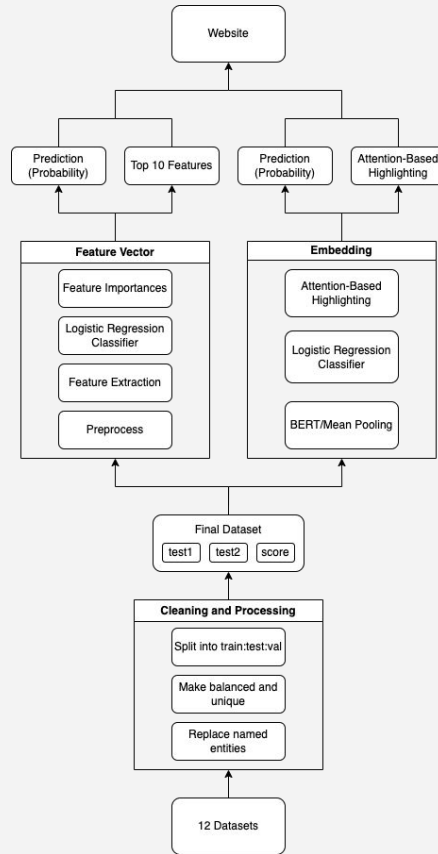 Website
Prediction
(Probability)
Top 10 Features
Prediction
(Probability)
Attention-Based
Highlighting
Feature Vector
Feature Importances
Logistic Regression
Classifier
Feature Extraction
Preprocess
Embedding
Attention-Based
Highlighting
Logistic Regression
Classifier
BERT/Mean Pooling
Final Dataset
test1 test2 score
Cleaning and Processing
Split into train:test:val
Make balanced and
unique
Replace named
entities
12 Datasets